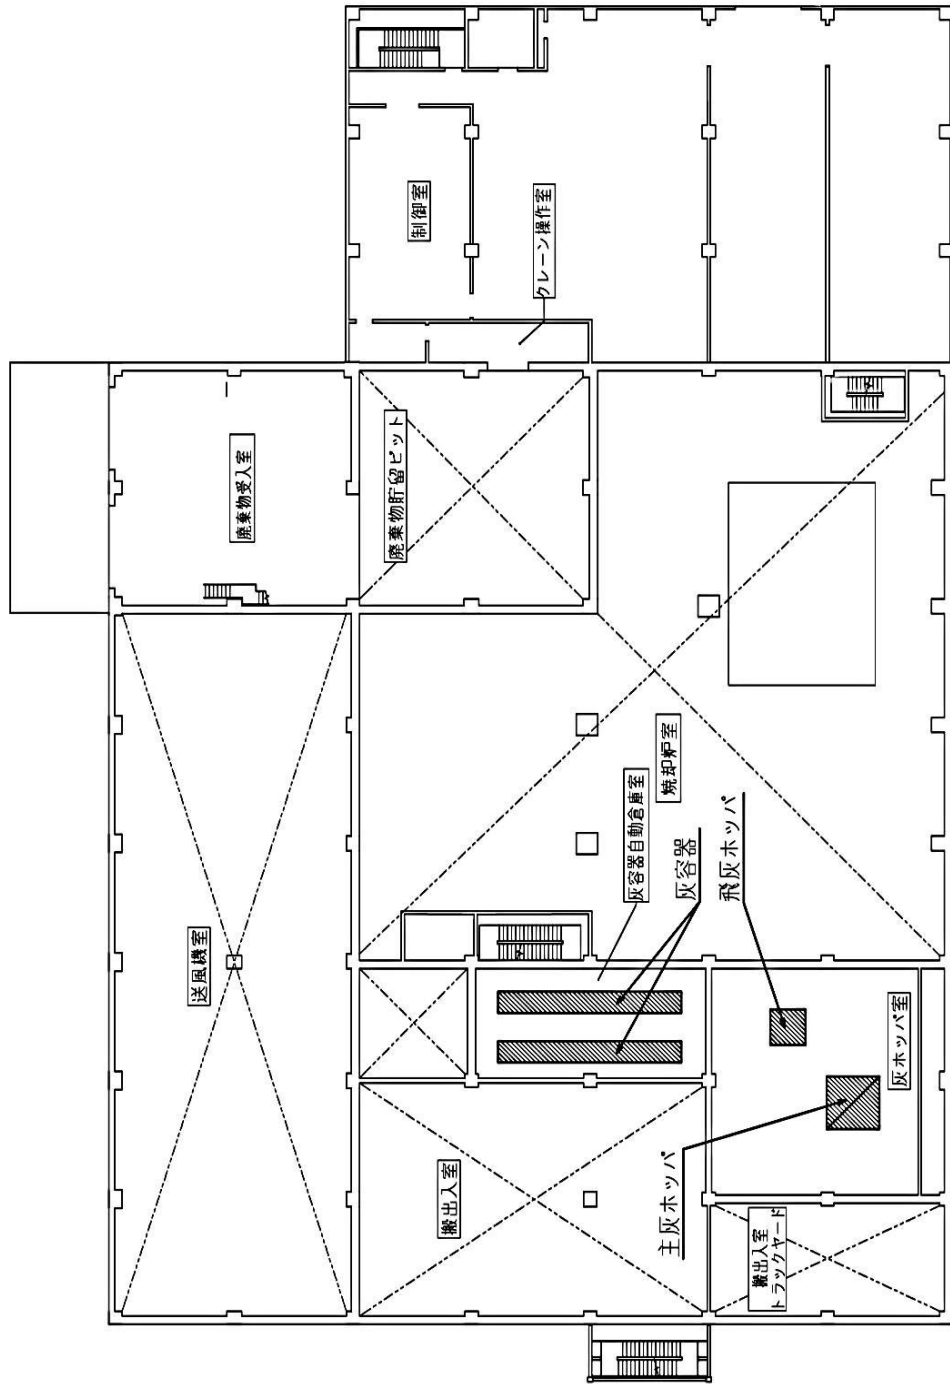 制御室
クレーン操作室
廃棄物受入室
廃棄物貯留ピット
送風機室
焼却炉室
灰容器自動倉庫室
灰容器
飛灰ホッパ
灰ホッパ室
主灰ホッパ
搬出入室
搬出入室
トラックヤード